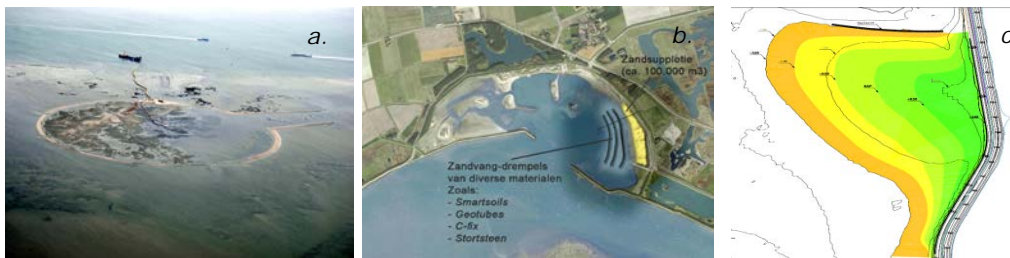 a.
b.
Zandsuppletie
(ca. 100.000 m3)
Zandvang-drempels
van diverse materialen
Zoals:
- Smartsoils
- Geotubes
- C-fix
- Stortsteen
c